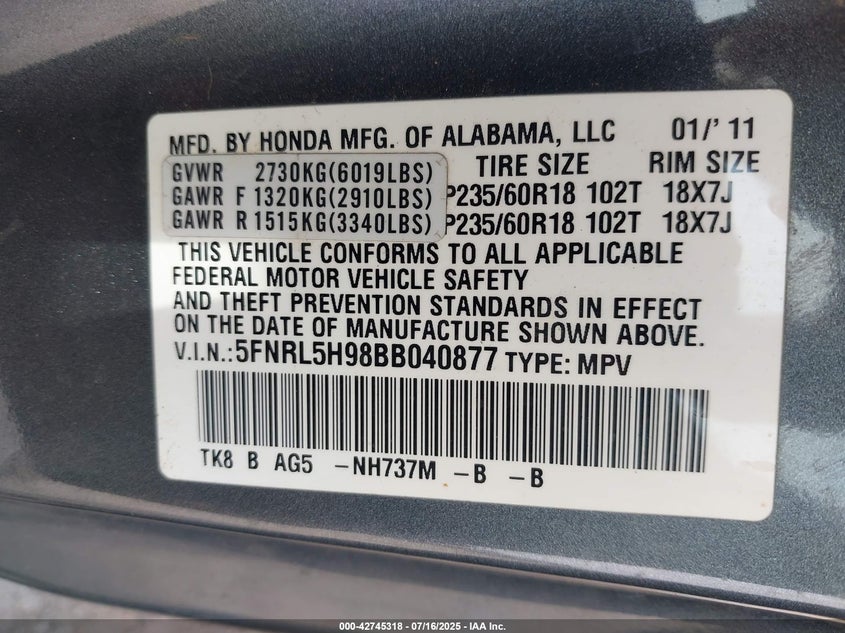 MFD. BY HONDA MFG. OF ALABAMA, LLC 01/'11
GVWR 2730KG(6019LBS) TIRE SIZE RIM SIZE
GAWR F 1320KG(2910LBS) P235/60R18 102T 18X7J
GAWR R 1515KG(3340LBS) P235/60R18 102T 18X7J
THIS VEHICLE CONFORMS TO ALL APPLICABLE
FEDERAL MOTOR VEHICLE SAFETY
AND THEFT PREVENTION STANDARDS IN EFFECT
ON THE DATE OF MANUFACTURE SHOWN ABOVE.
V.I.N.:5FNRL5H98BB040877 TYPE: MPV
TK8 B AG5 -NH737M -B -B
000-42745318 - 07/16/2025 - IAA Inc.